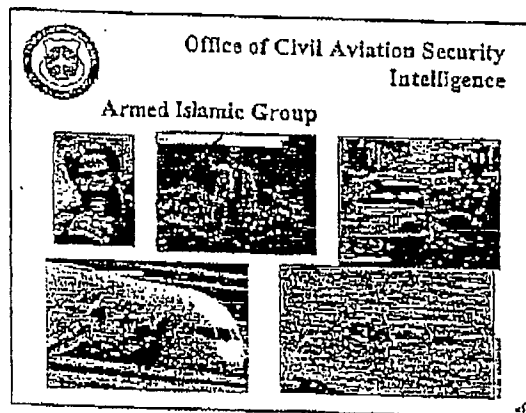 Office of Civil Aviation Security
Intelligence
Armed Islamic Group